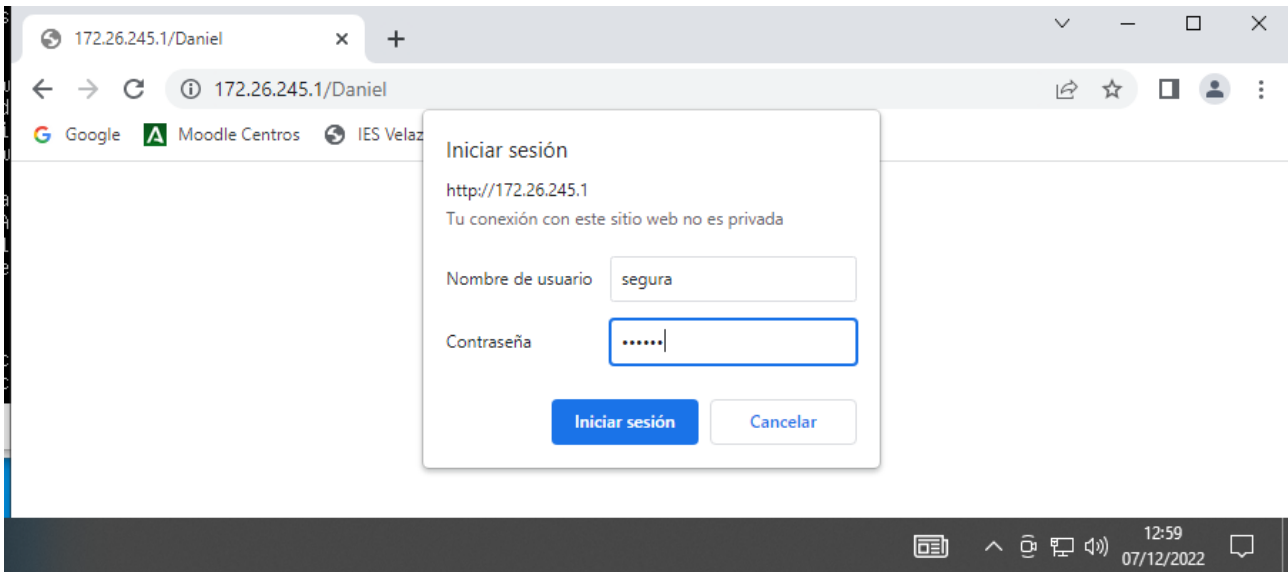 172.26.245.1/Daniel
172.26.245.1/Daniel
Google Moodle Centros IES Velaz
Iniciar sesión
http://172.26.245.1
Tu conexión con este sitio web no es privada
Nombre de usuario segura
Contraseña ••••••
Iniciar sesión Cancelar
12:59
07/12/2022